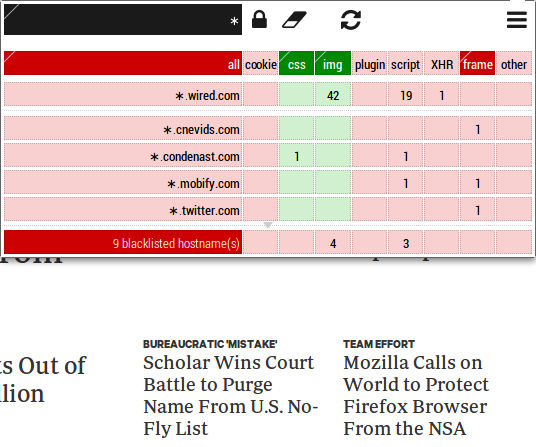 ∗
all cookie css img plugin script XHR frame other
∗.wired.com 42 19 1
∗.cnevids.com 1
∗.condenast.com 1 1
∗.mobify.com 1 1
∗.twitter.com 1
9 blacklisted hostname(s) 4 3
BUREAUCRATIC 'MISTAKE'
Scholar Wins Court
Battle to Purge
Name From U.S. No-
Fly List
TEAM EFFORT
Mozilla Calls on
World to Protect
Firefox Browser
From the NSA
ts Out of
llion